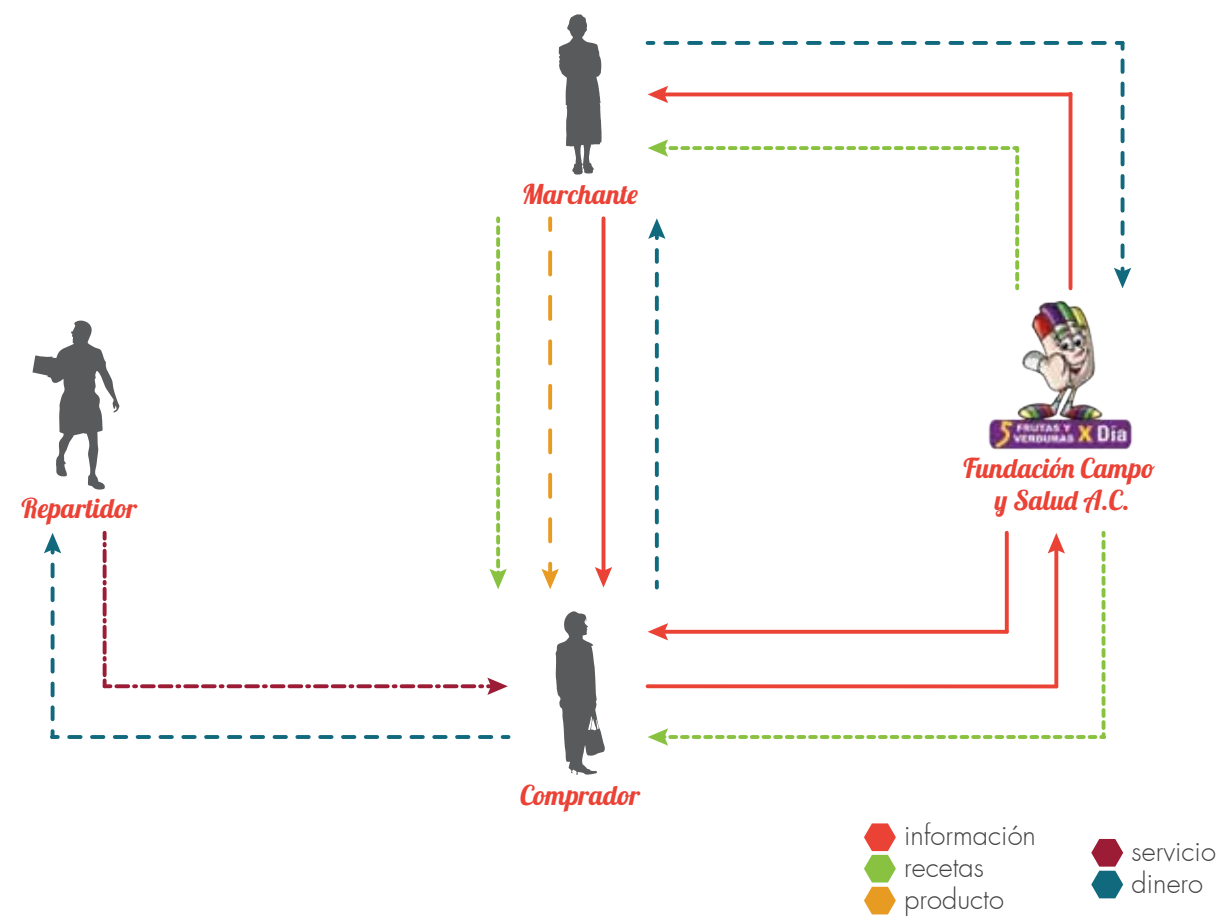 Marchante
5 FRUTAS Y
VERDURAS X Día
Fundación Campo
y Salud A.C.
Repartidor
Comprador
información
recetas
producto
servicio
dinero